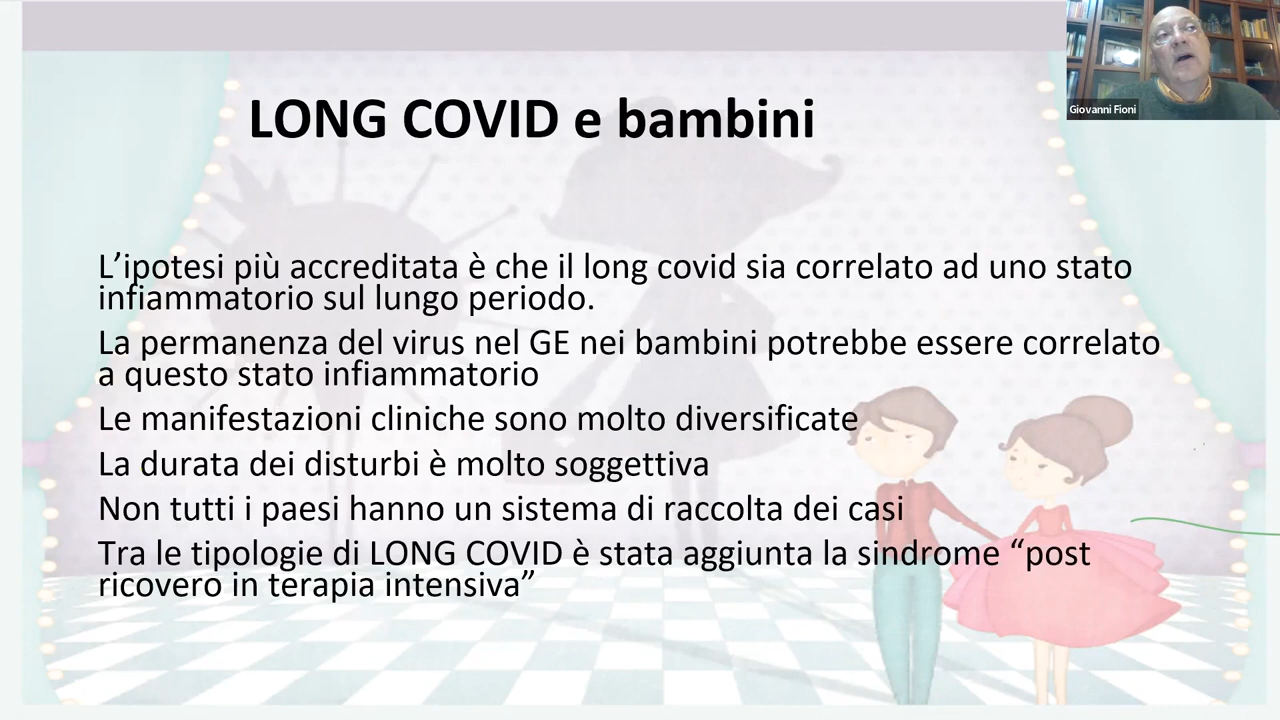 Giovanni Fioni
LONG COVID e bambini
L’ipotesi più accreditata è che il long covid sia correlato ad uno stato
infiammatorio sul lungo periodo.
La permanenza del virus nel GE nei bambini potrebbe essere correlato
a questo stato infiammatorio
Le manifestazioni cliniche sono molto diversificate
La durata dei disturbi è molto soggettiva
Non tutti i paesi hanno un sistema di raccolta dei casi
Tra le tipologie di LONG COVID è stata aggiunta la sindrome “post
ricovero in terapia intensiva”